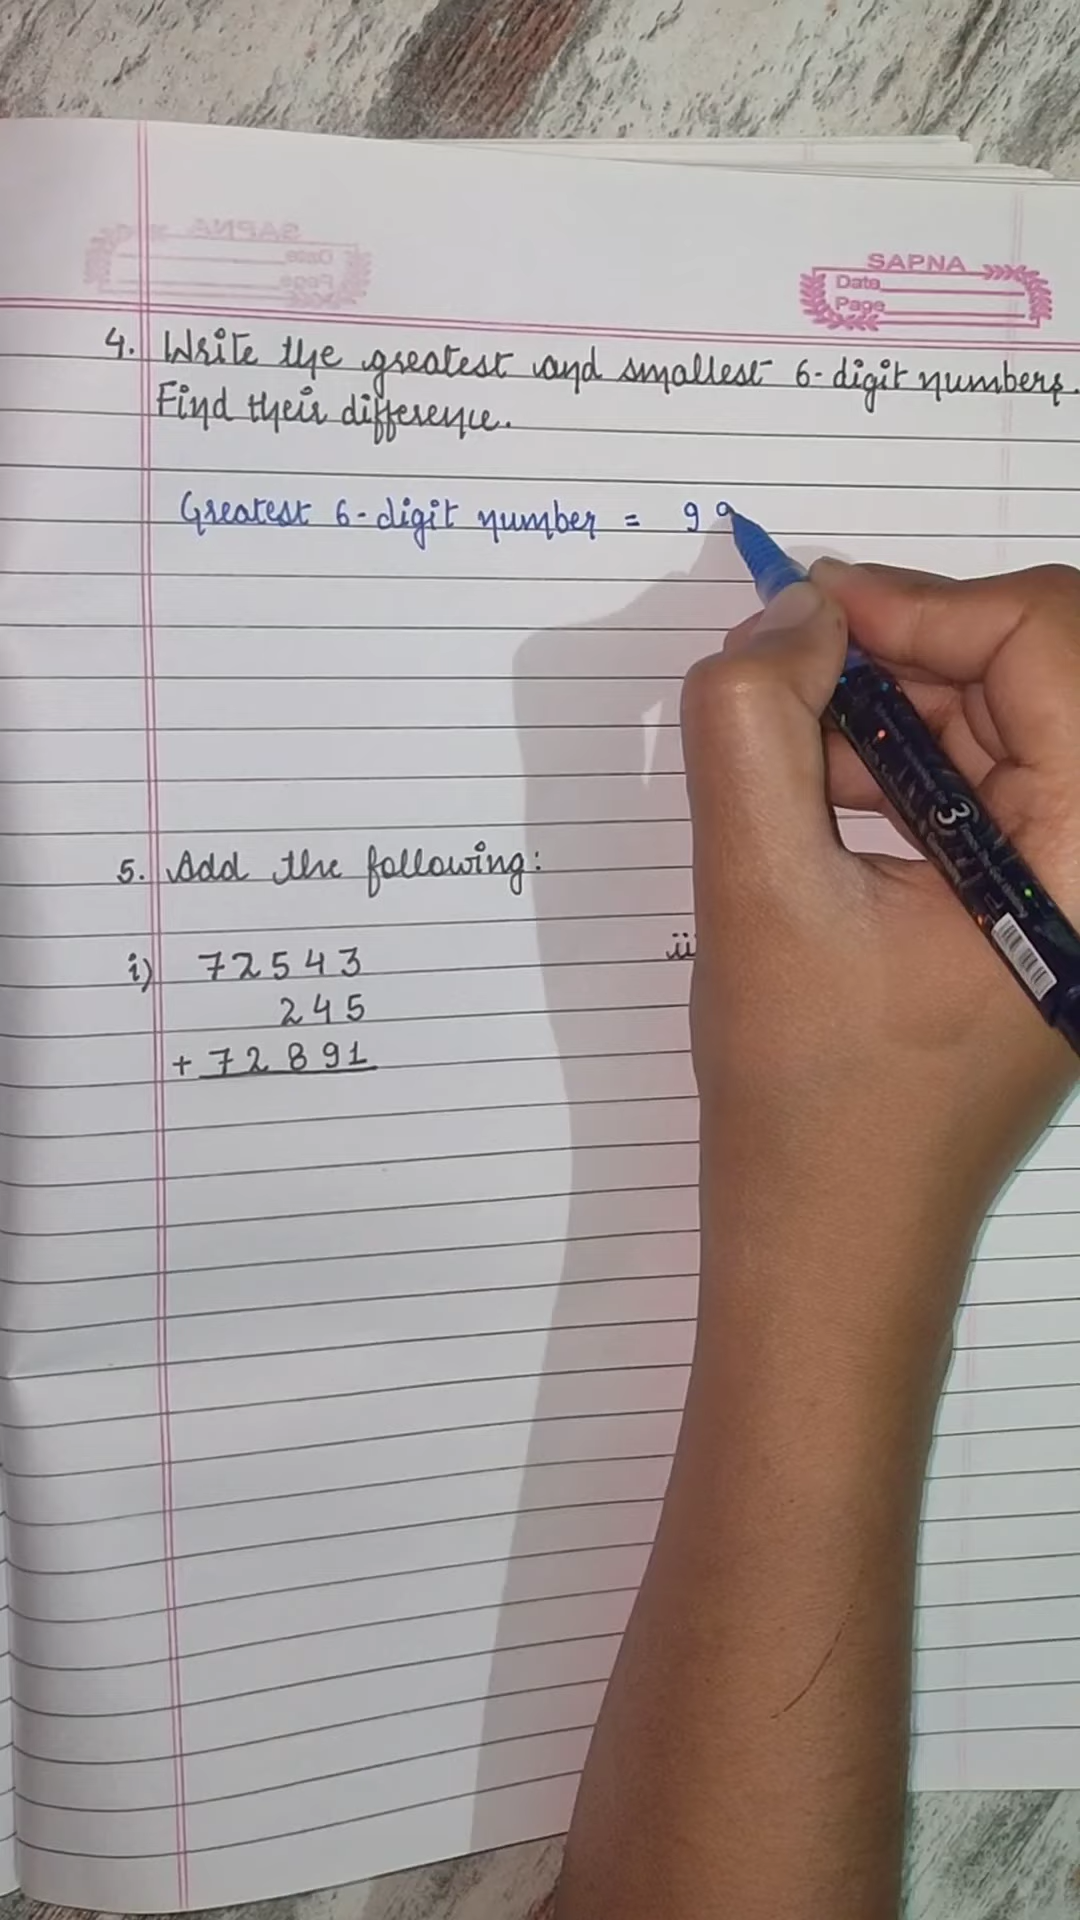 SAPNA
Date
Page
4. Write the greatest and smallest 6-digit numbers.
Find their difference.
Greatest 6-digit number = 99
5. Add the following:
i) 72543
245
+ 72891
ii
3